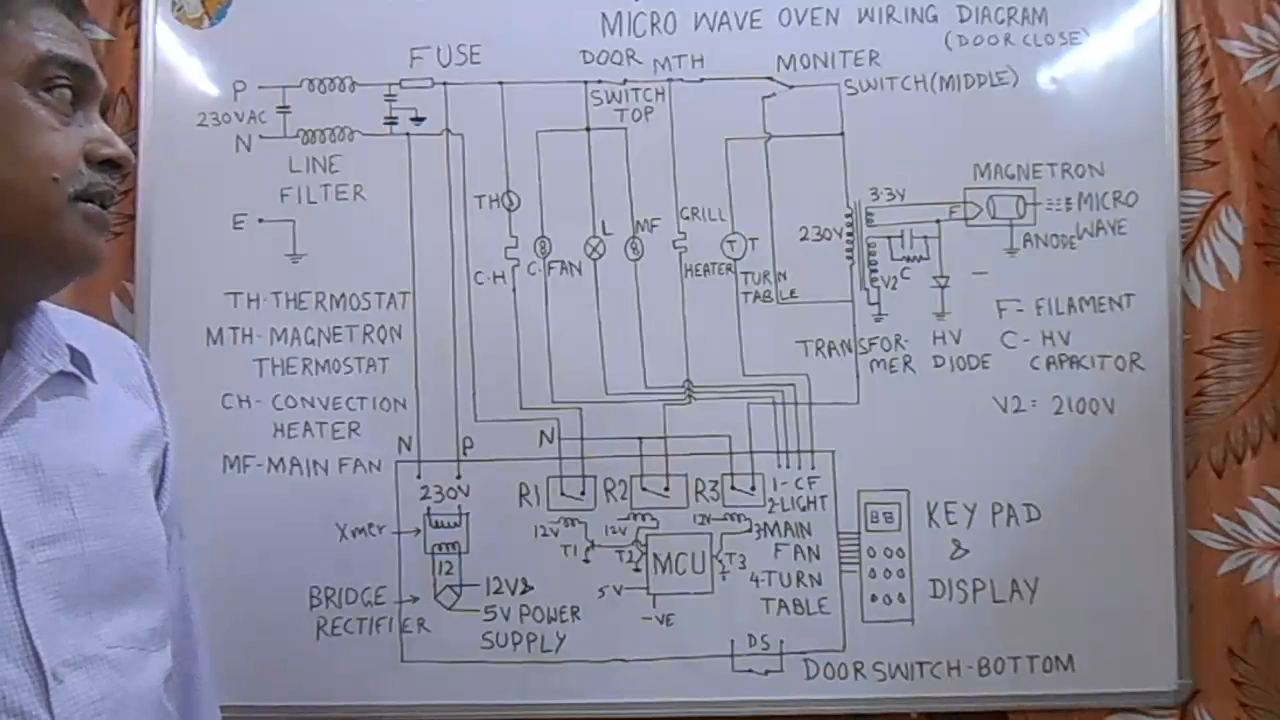 MICRO WAVE OVEN WIRING DIAGRAM
(DOOR CLOSE)
FUSE
DOOR
MTH
MONITER
SWITCH(MIDDLE)
SWITCH
TOP
P
230VAC
N
LINE
FILTER
E
TH
C·H
C·FAN
L
MF
GRILL
HEATER
T
T
TURN
TABLE
230V
3·3V
V2
C
F
MAGNETRON
MICRO
WAVE
ANODE
TRANSFOR-
MER
HV
DIODE
F- FILAMENT
C - HV
CAPACITOR
V2 = 2100V
TH-THERMOSTAT
MTH-MAGNETRON
THERMOSTAT
CH- CONVECTION
HEATER
MF-MAIN FAN
N
P
N
230V
R1
R2
R3
1- CF
2-LIGHT
3-MAIN
FAN
4-TURN
TABLE
Xmer
12
12V
T1
12V
T2
12V
T3
MCU
5V
-VE
BRIDGE
RECTIFIER
12V&
5V POWER
SUPPLY
DS
DOOR SWITCH-BOTTOM
88
KEY PAD
&
DISPLAY